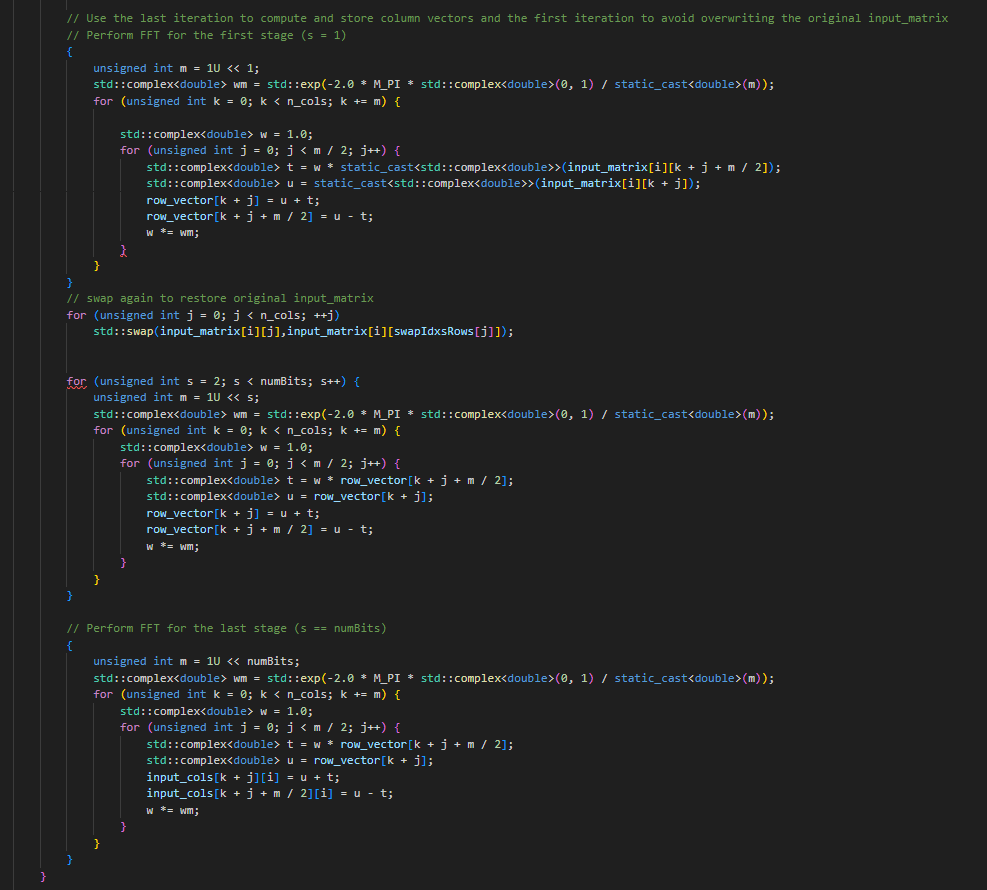 // Use the last iteration to compute and store column vectors and the first iteration to avoid overwriting the original input_matrix
// Perform FFT for the first stage (s = 1)
{
unsigned int m = 1U << 1;
std::complex<double> wm = std::exp(-2.0 * M_PI * std::complex<double>(0, 1) / static_cast<double>(m));
for (unsigned int k = 0; k < n_cols; k += m) {
std::complex<double> w = 1.0;
for (unsigned int j = 0; j < m / 2; j++) {
std::complex<double> t = w * static_cast<std::complex<double>>(input_matrix[i][k + j + m / 2]);
std::complex<double> u = static_cast<std::complex<double>>(input_matrix[i][k + j]);
row_vector[k + j] = u + t;
row_vector[k + j + m / 2] = u - t;
w *= wm;
}
}
}
// swap again to restore original input_matrix
for (unsigned int j = 0; j < n_cols; ++j)
std::swap(input_matrix[i][j],input_matrix[i][swapIdxsRows[j]]);
for (unsigned int s = 2; s < numBits; s++) {
unsigned int m = 1U << s;
std::complex<double> wm = std::exp(-2.0 * M_PI * std::complex<double>(0, 1) / static_cast<double>(m));
for (unsigned int k = 0; k < n_cols; k += m) {
std::complex<double> w = 1.0;
for (unsigned int j = 0; j < m / 2; j++) {
std::complex<double> t = w * row_vector[k + j + m / 2];
std::complex<double> u = row_vector[k + j];
row_vector[k + j] = u + t;
row_vector[k + j + m / 2] = u - t;
w *= wm;
}
}
}
// Perform FFT for the last stage (s == numBits)
{
unsigned int m = 1U << numBits;
std::complex<double> wm = std::exp(-2.0 * M_PI * std::complex<double>(0, 1) / static_cast<double>(m));
for (unsigned int k = 0; k < n_cols; k += m) {
std::complex<double> w = 1.0;
for (unsigned int j = 0; j < m / 2; j++) {
std::complex<double> t = w * row_vector[k + j + m / 2];
std::complex<double> u = row_vector[k + j];
input_cols[k + j][i] = u + t;
input_cols[k + j + m / 2][i] = u - t;
w *= wm;
}
}
}
}